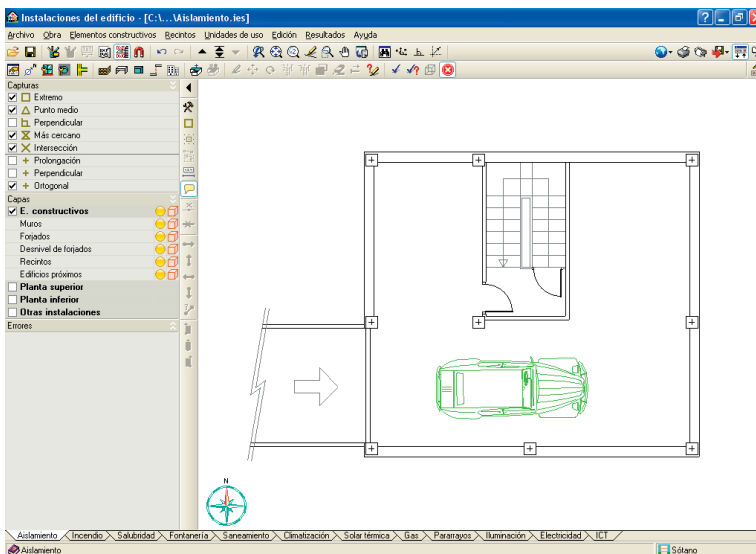 Instalaciones del edificio - [C:\...\Aislamiento.ies]
Archivo Obra Elementos constructivos Recintos Unidades de uso Edición Resultados Ayuda
Capturas
Extremo
Punto medio
Perpendicular
Más cercano
Intersección
Prolongación
Perpendicular
Ortogonal
Capas
E. constructivos
Muros
Forjados
Desnivel de forjados
Recintos
Edificios próximos
Planta superior
Planta inferior
Otras instalaciones
Errores
N
Aislamiento Incendio Salubridad Fontanería Saneamiento Climatización Solar térmica Gas Pararrayos Iluminación Electricidad ICT
Aislamiento Sótano